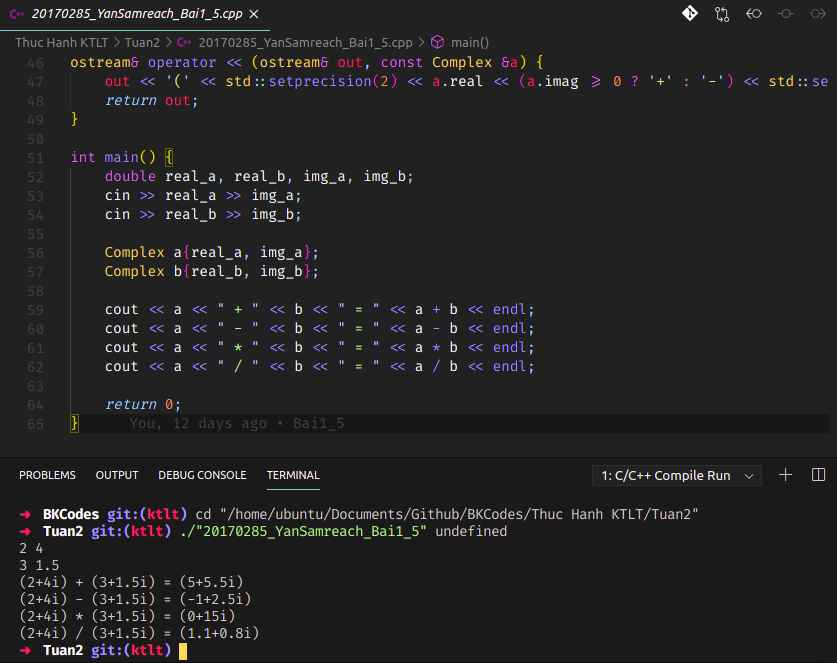 C++ 20170285_YanSamreach_Bai1_5.cpp ×
Thuc Hanh KTLT > Tuan2 > C++ 20170285_YanSamreach_Bai1_5.cpp > main()
46 ostream& operator << (ostream& out, const Complex &a) {
47 out << '(' << std::setprecision(2) << a.real << (a.imag ≥ 0 ? '+' : '-') << std::se
48 return out;
49 }
50
51 int main() {
52 double real_a, real_b, img_a, img_b;
53 cin >> real_a >> img_a;
54 cin >> real_b >> img_b;
55
56 Complex a{real_a, img_a};
57 Complex b{real_b, img_b};
58
59 cout << a << " + " << b << " = " << a + b << endl;
60 cout << a << " - " << b << " = " << a - b << endl;
61 cout << a << " * " << b << " = " << a * b << endl;
62 cout << a << " / " << b << " = " << a / b << endl;
63
64 return 0;
65 } You, 12 days ago • Bai1_5
PROBLEMS OUTPUT DEBUG CONSOLE TERMINAL 1: C/C++ Compile Run
➜ BKCodes git:(ktlt) cd "/home/ubuntu/Documents/Github/BKCodes/Thuc Hanh KTLT/Tuan2"
➜ Tuan2 git:(ktlt) ./"20170285_YanSamreach_Bai1_5" undefined
2 4
3 1.5
(2+4i) + (3+1.5i) = (5+5.5i)
(2+4i) - (3+1.5i) = (-1+2.5i)
(2+4i) * (3+1.5i) = (0+15i)
(2+4i) / (3+1.5i) = (1.1+0.8i)
➜ Tuan2 git:(ktlt)